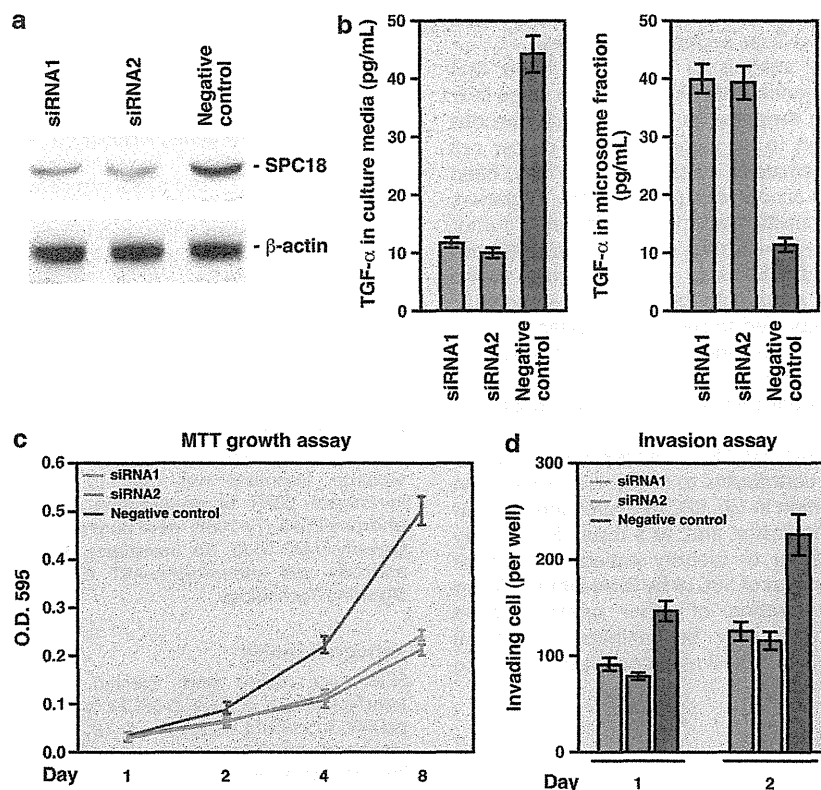 a
siRNA1
siRNA2
Negative
control
- SPC18
- β-actin
b
TGF-α in culture media (pg/mL)
50
40
30
20
10
0
siRNA1
siRNA2
Negative
control
TGF-α in microsome fraction
(pg/mL)
50
40
30
20
10
0
siRNA1
siRNA2
Negative
control
c
MTT growth assay
O.D. 595
0.6
0.5
0.4
0.3
0.2
0.1
0.0
siRNA1
siRNA2
Negative control
Day 1 2 4 8
d
Invasion assay
Invading cell (per well)
300
200
100
0
siRNA1
siRNA2
Negative control
Day 1 2